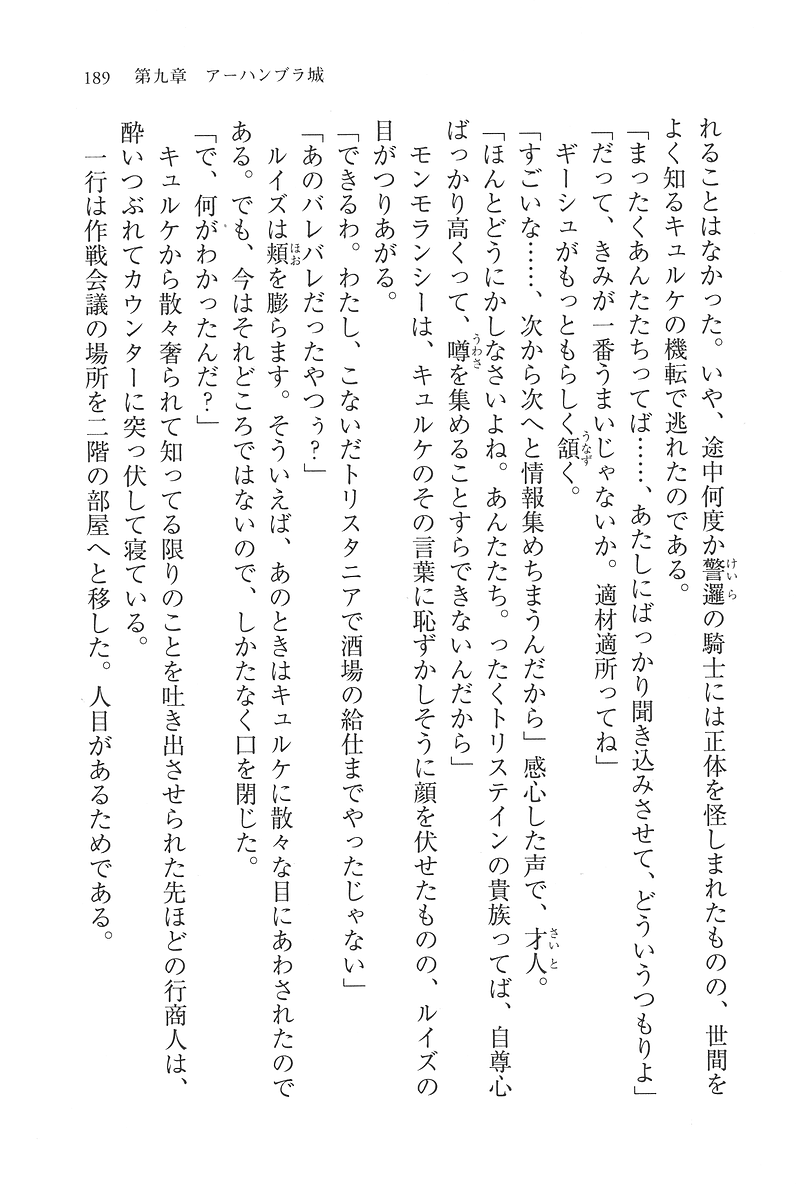 189　第九章　アーハンブラ城
れることはなかった。いや、途中何度か警邏の騎士には正体を怪しまれたものの、世間を
よく知るキュルケの機転で逃れたのである。
「まったくあんたたちってば……、あたしにばっかり聞き込みさせて、どういうつもりよ」
「だって、きみが一番うまいじゃないか。適材適所ってね」
　ギーシュがもっともらしく頷く。
「すごいな……、次から次へと情報集めちまうんだから」感心した声で、才人。
「ほんとどうにかしなさいよね。あんたたち。ったくトリステインの貴族ってば、自尊心
ばっかり高くって、噂を集めることすらできないんだから」
　モンモランシーは、キュルケのその言葉に恥ずかしそうに顔を伏せたものの、ルイズの
目がつりあがる。
「できるわ。わたし、こないだトリスタニアで酒場の給仕までやったじゃない」
「あのバレバレだったやつぅ？」
　ルイズは頬を膨らます。そういえば、あのときはキュルケに散々な目にあわされたので
ある。でも、今はそれどころではないので、しかたなく口を閉じた。
「で、何がわかったんだ？」
　キュルケから散々奢られて知ってる限りのことを吐き出させられた先ほどの行商人は、
酔いつぶれてカウンターに突っ伏して寝ている。
　一行は作戦会議の場所を二階の部屋へと移した。人目があるためである。